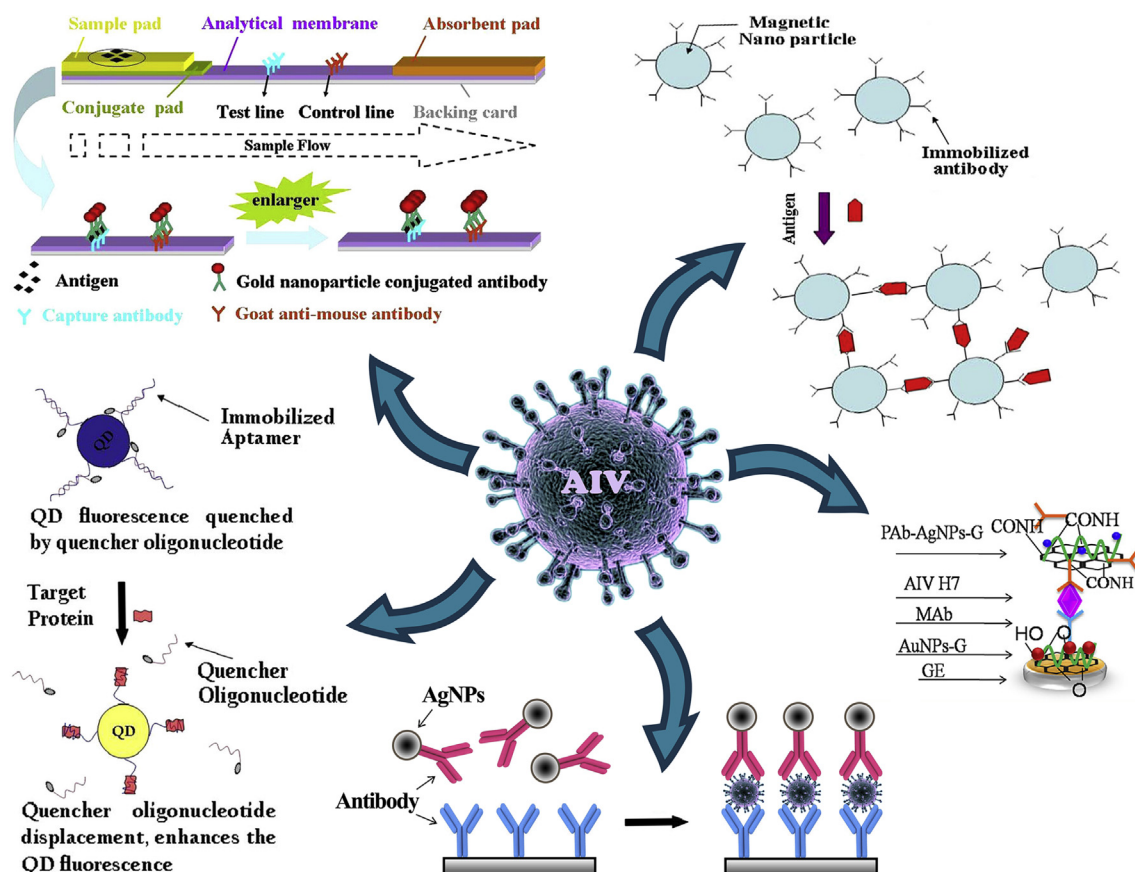 Sample pad
Analytical membrane
Absorbent pad
Conjugate pad
Test line
Control line
Backing card
Sample Flow
enlarger
Antigen
Gold nanoparticle conjugated antibody
Capture antibody
Goat anti-mouse antibody
Magnetic
Nano particle
Immobilized
antibody
Antigen
AIV
QD
Immobilized
Aptamer
QD fluorescence quenched
by quencher oligonucleotide
Target
Protein
Quencher
Oligonucleotide
QD
Quencher oligonucleotide
displacement, enhances the
QD fluorescence
AgNPs
Antibody
CONH
CONH
PAb-AgNPs-G
CONH
AIV H7
MAb
HO
O
AuNPs-G
GE
O